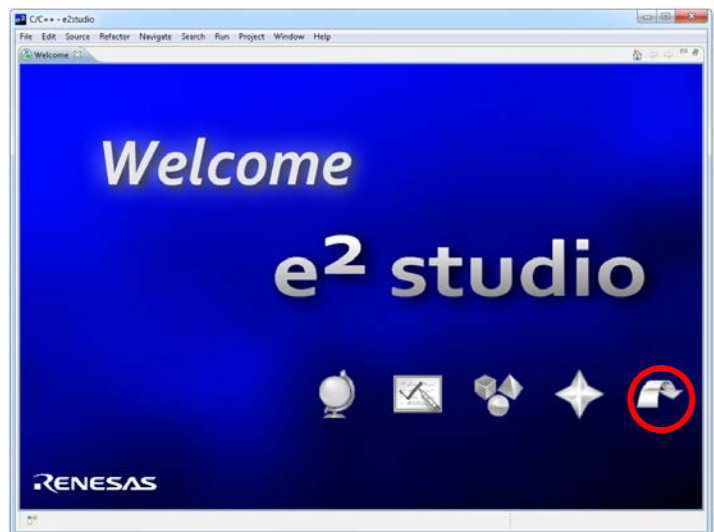 C/C++ - e2studio
File Edit Source Refactor Navigate Search Run Project Window Help
Welcome
Welcome
e² studio
RENESAS